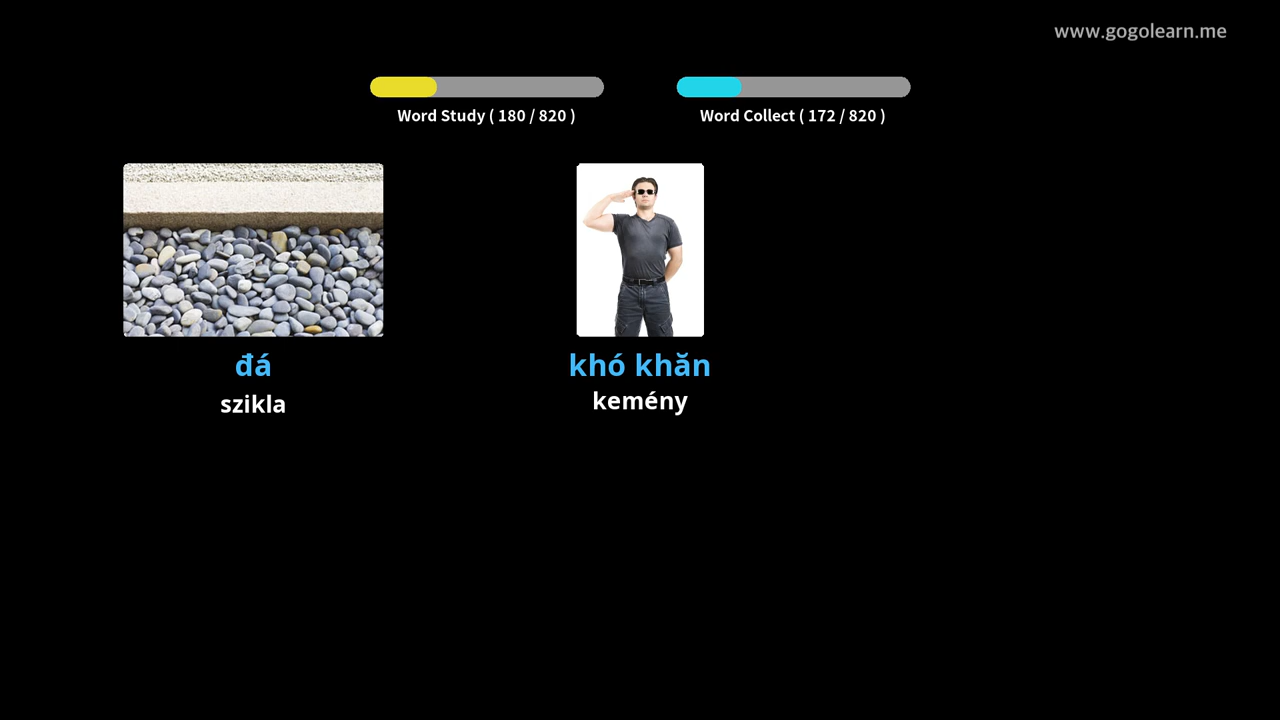 www.gogolearn.me
Word Study ( 180 / 820 )
Word Collect ( 172 / 820 )
đá
khó khăn
szikla
kemény